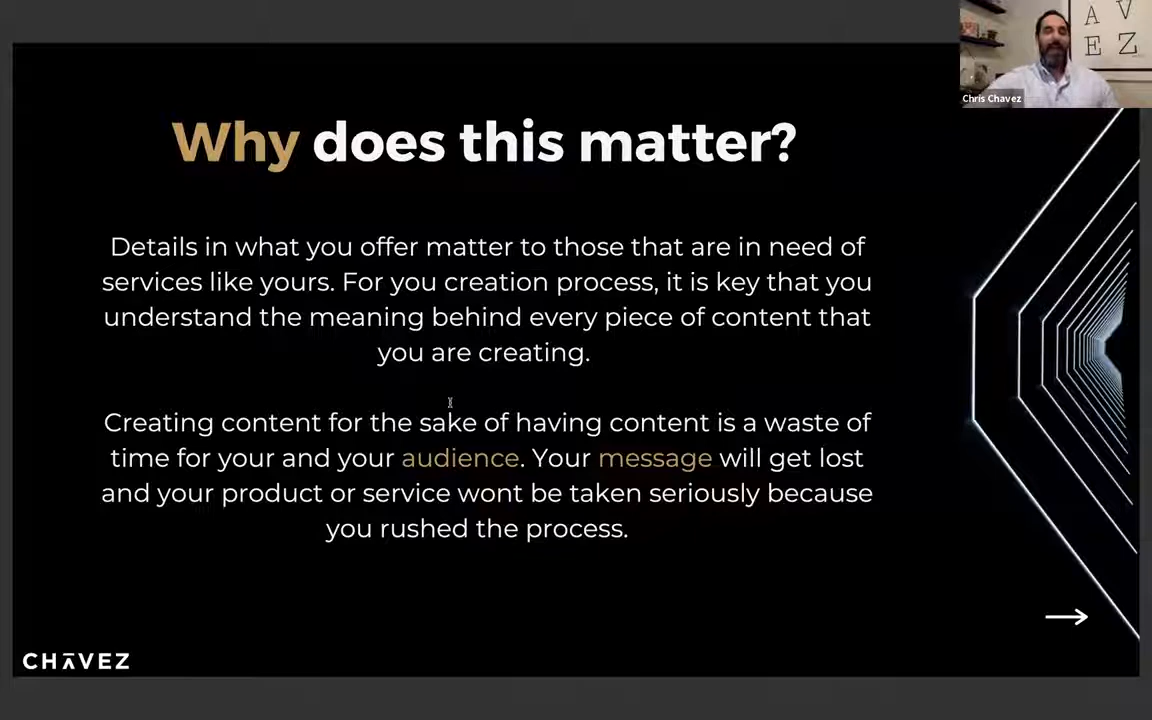 A V
E Z
Chris Chavez
Why does this matter?
Details in what you offer matter to those that are in need of
services like yours. For you creation process, it is key that you
understand the meaning behind every piece of content that
you are creating.
Creating content for the sake of having content is a waste of
time for your and your audience. Your message will get lost
and your product or service wont be taken seriously because
you rushed the process.
CHĀVEZ